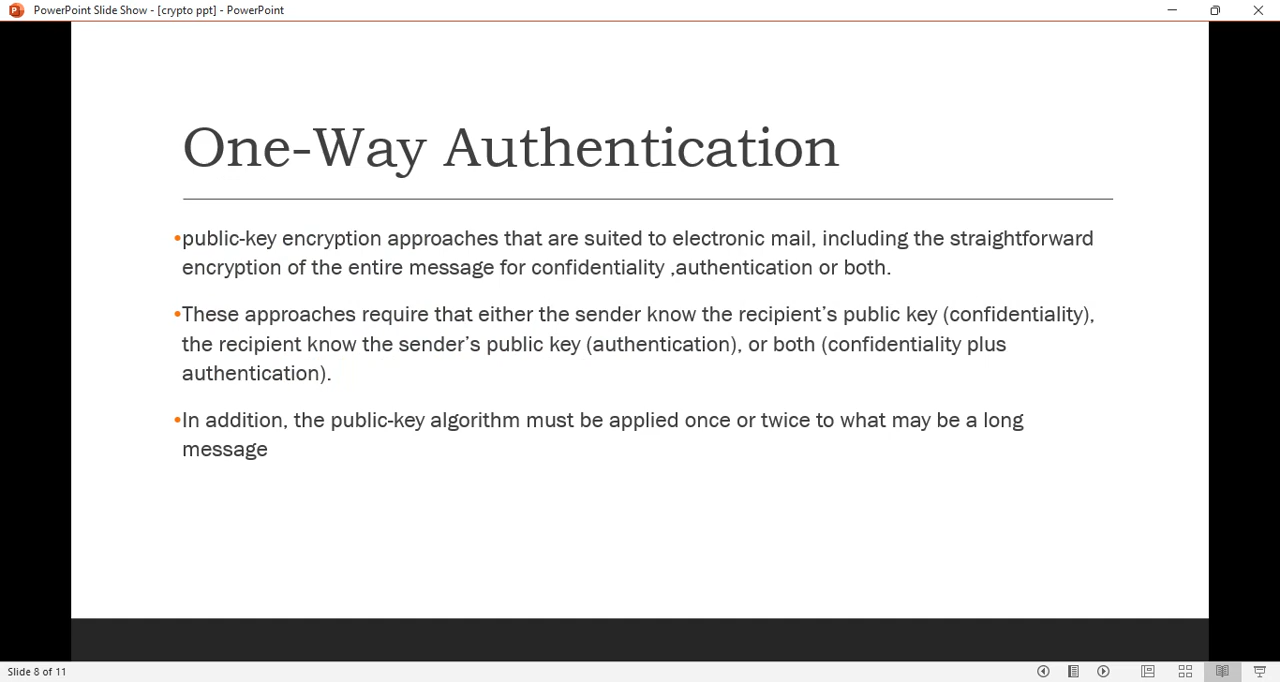 PowerPoint Slide Show - [crypto ppt] - PowerPoint
One-Way Authentication
•public-key encryption approaches that are suited to electronic mail, including the straightforward
encryption of the entire message for confidentiality ,authentication or both.
•These approaches require that either the sender know the recipient’s public key (confidentiality),
the recipient know the sender’s public key (authentication), or both (confidentiality plus
authentication).
•In addition, the public-key algorithm must be applied once or twice to what may be a long
message
Slide 8 of 11